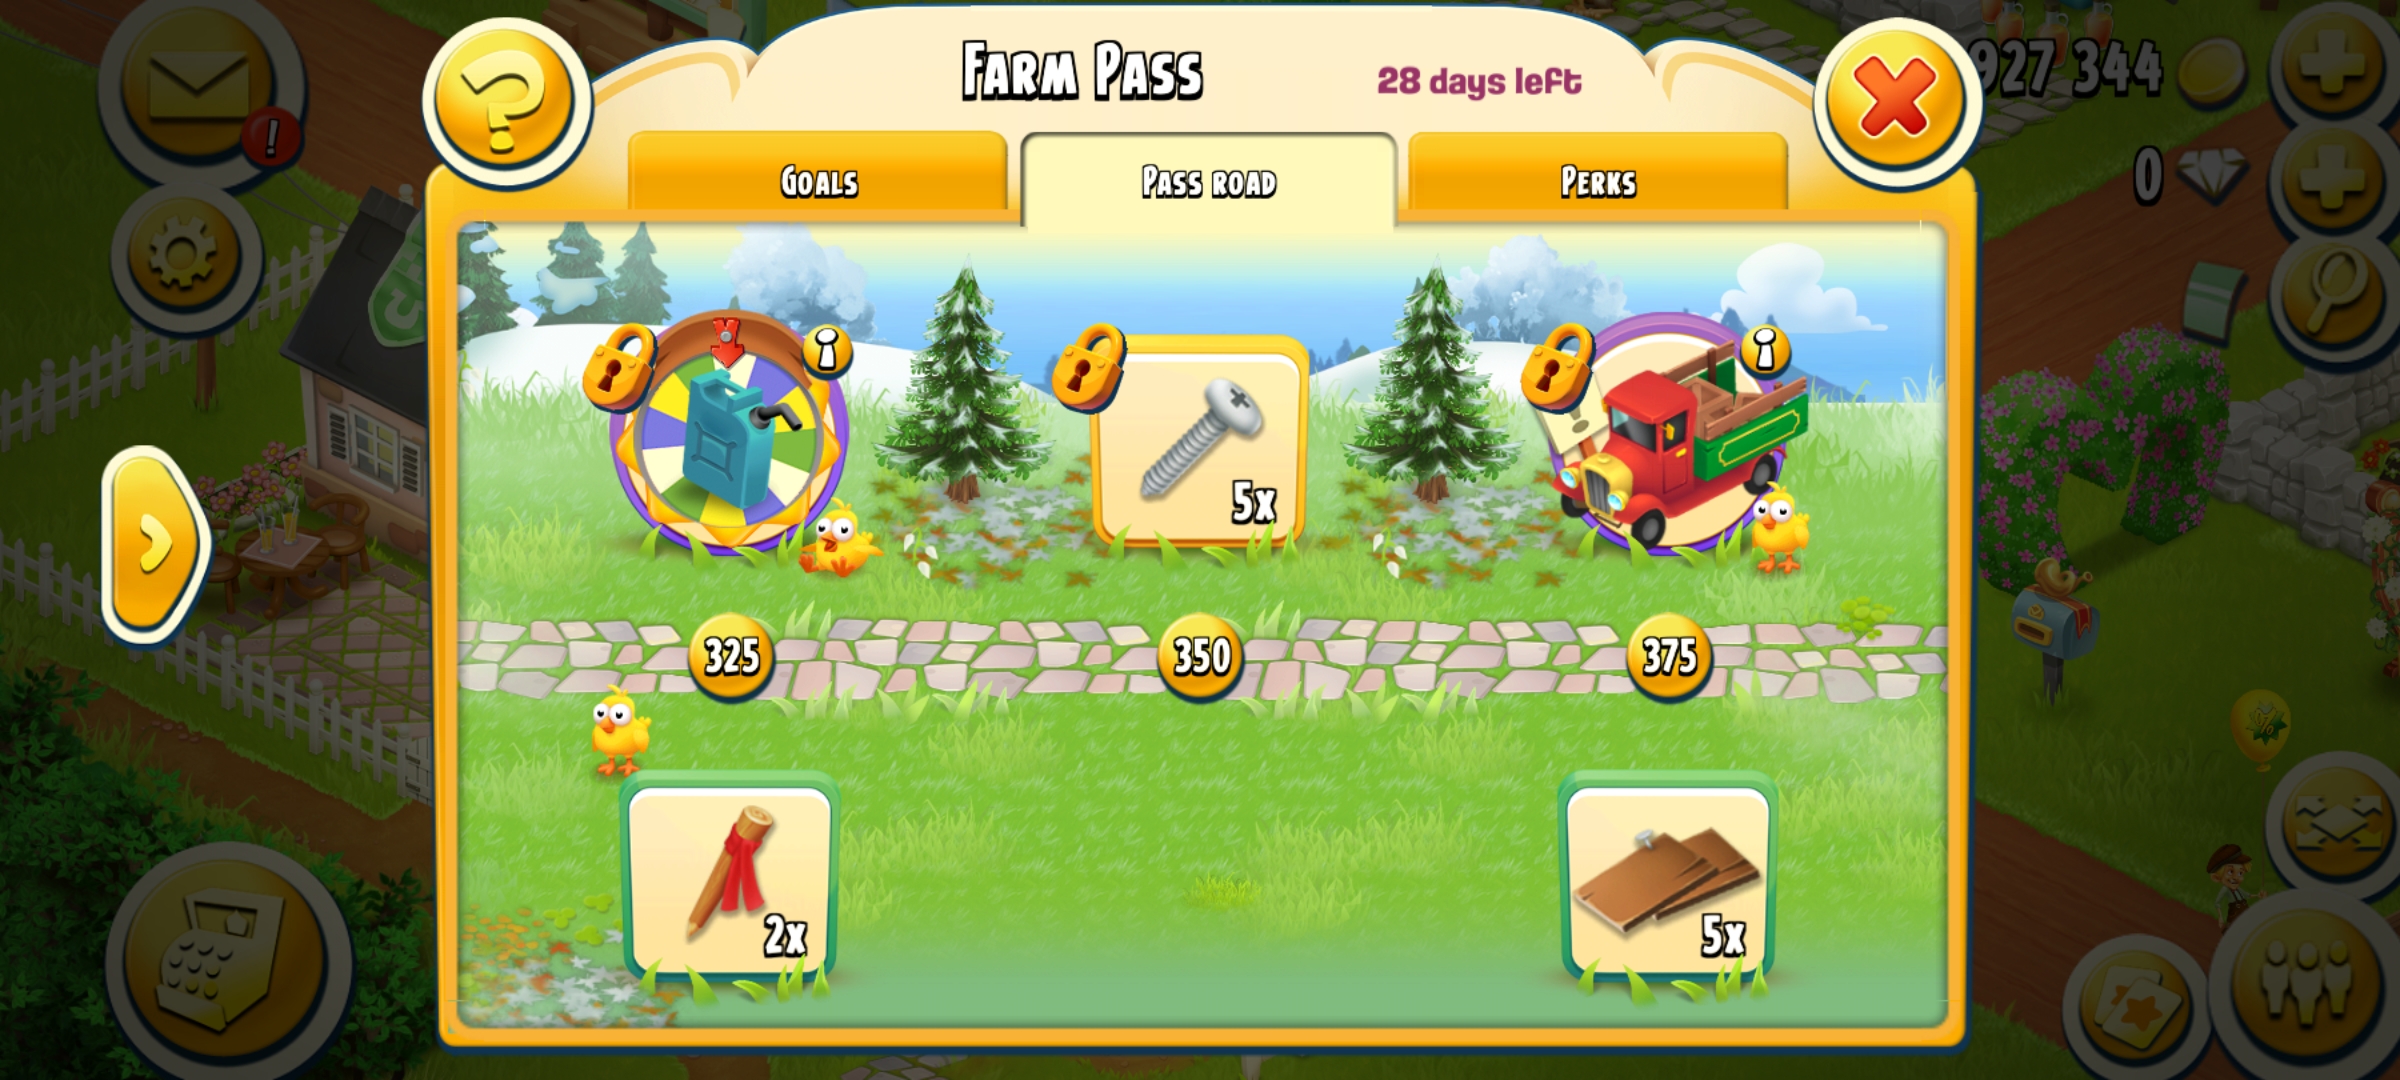 FARM PASS
28 days left
927 344
0
GOALS
PASS ROAD
PERKS
5x
325
350
375
2x
5x